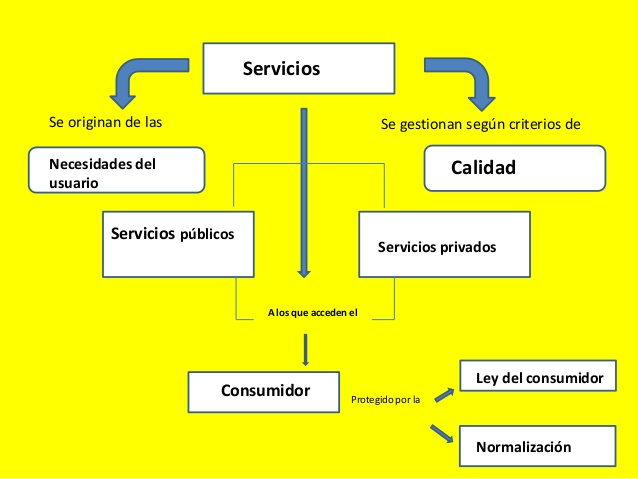 Servicios
Se originan de las
Se gestionan según criterios de
Necesidades del
usuario
Calidad
Servicios públicos
Servicios privados
A los que acceden el
Consumidor
Protegido por la
Ley del consumidor
Normalización